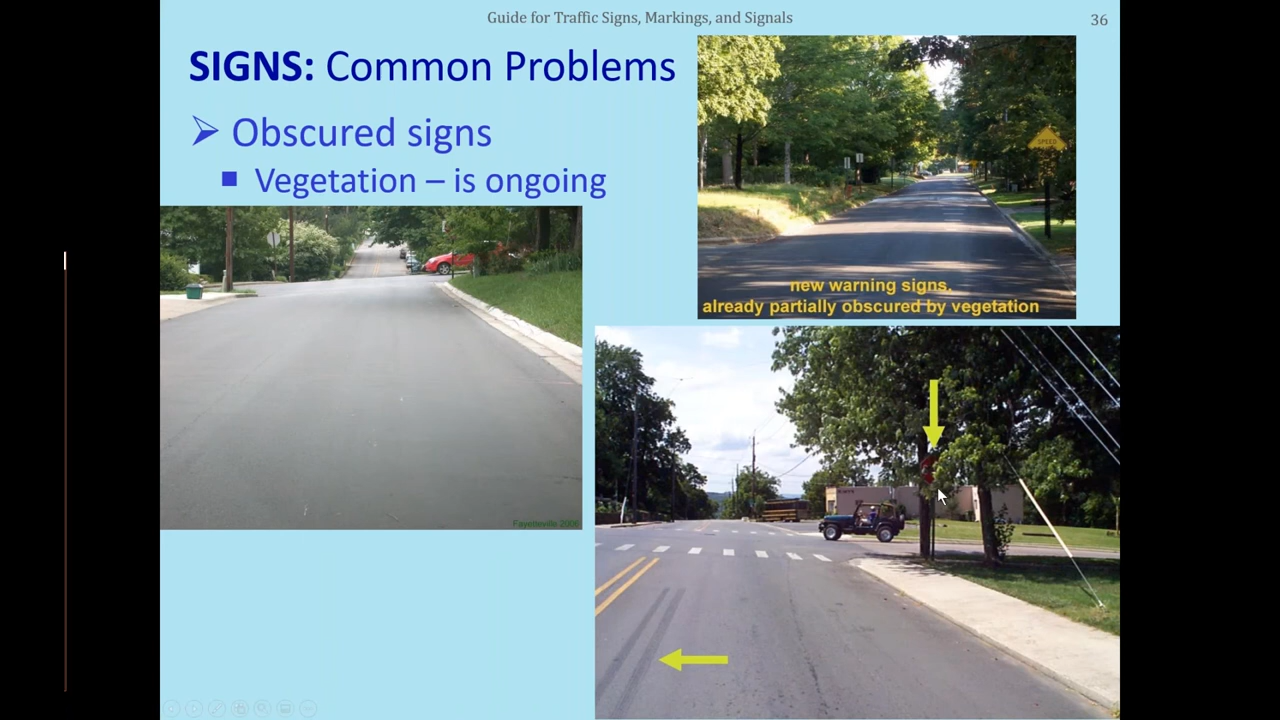 Guide for Traffic Signs, Markings, and Signals
36
SIGNS: Common Problems
Obscured signs
Vegetation – is ongoing
SPEED
new warning signs.
already partially obscured by vegetation